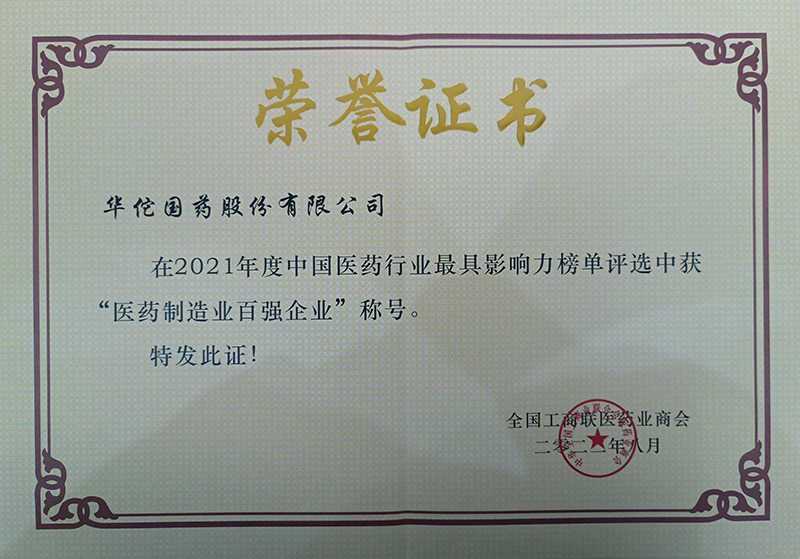 荣誉证书
华佗国药股份有限公司
在2021年度中国医药行业最具影响力榜单评选中获
“医药制造业百强企业”称号。
特发此证！
全国工商联医药业商会
二零二二年八月